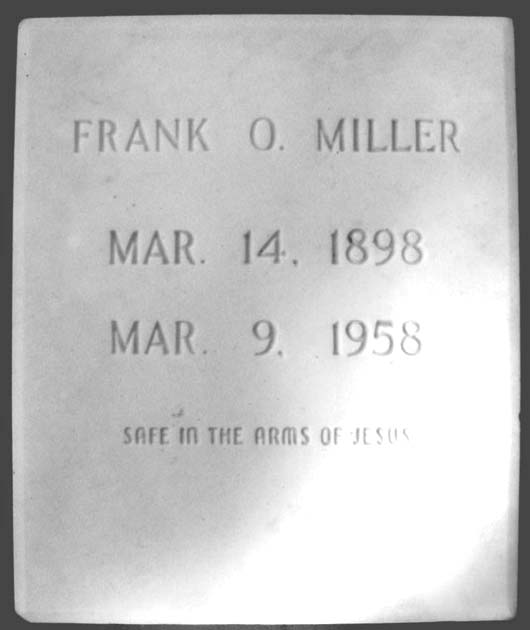 FRANK O. MILLER
MAR. 14, 1898
MAR. 9, 1958
SAFE IN THE ARMS OF JESUS